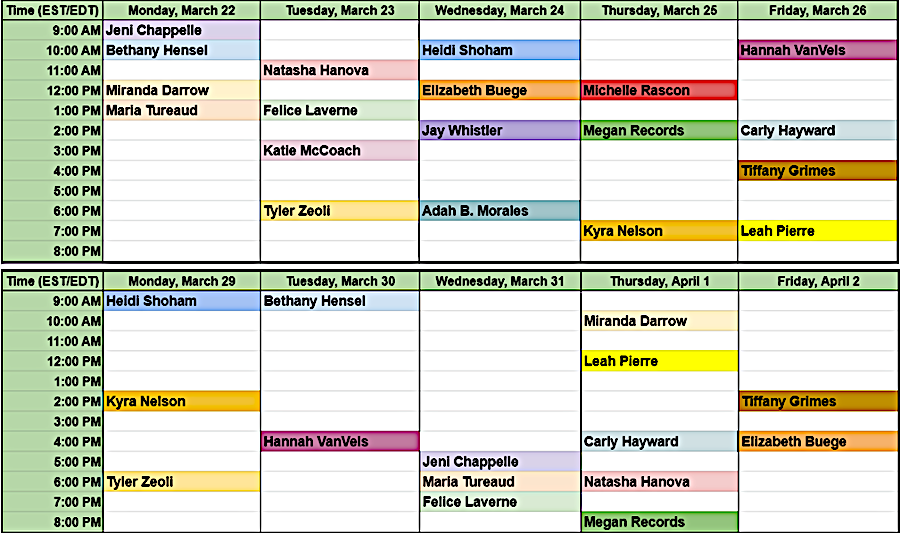 Time (EST/EDT) Monday, March 22 Tuesday, March 23 Wednesday, March 24 Thursday, March 25 Friday, March 26
9:00 AM Jeni Chappelle
10:00 AM Bethany Hensel Heidi Shoham Hannah VanVels
11:00 AM Natasha Hanova
12:00 PM Miranda Darrow Elizabeth Buege Michelle Rascon
1:00 PM Maria Tureaud Felice Laverne
2:00 PM Jay Whistler Megan Records Carly Hayward
3:00 PM Katie McCoach
4:00 PM Tiffany Grimes
5:00 PM
6:00 PM Tyler Zeoli Adah B. Morales
7:00 PM Kyra Nelson Leah Pierre
8:00 PM
Time (EST/EDT) Monday, March 29 Tuesday, March 30 Wednesday, March 31 Thursday, April 1 Friday, April 2
9:00 AM Heidi Shoham Bethany Hensel
10:00 AM Miranda Darrow
11:00 AM
12:00 PM Leah Pierre
1:00 PM
2:00 PM Kyra Nelson Tiffany Grimes
3:00 PM
4:00 PM Hannah VanVels Carly Hayward Elizabeth Buege
5:00 PM Jeni Chappelle
6:00 PM Tyler Zeoli Maria Tureaud Natasha Hanova
7:00 PM Felice Laverne
8:00 PM Megan Records